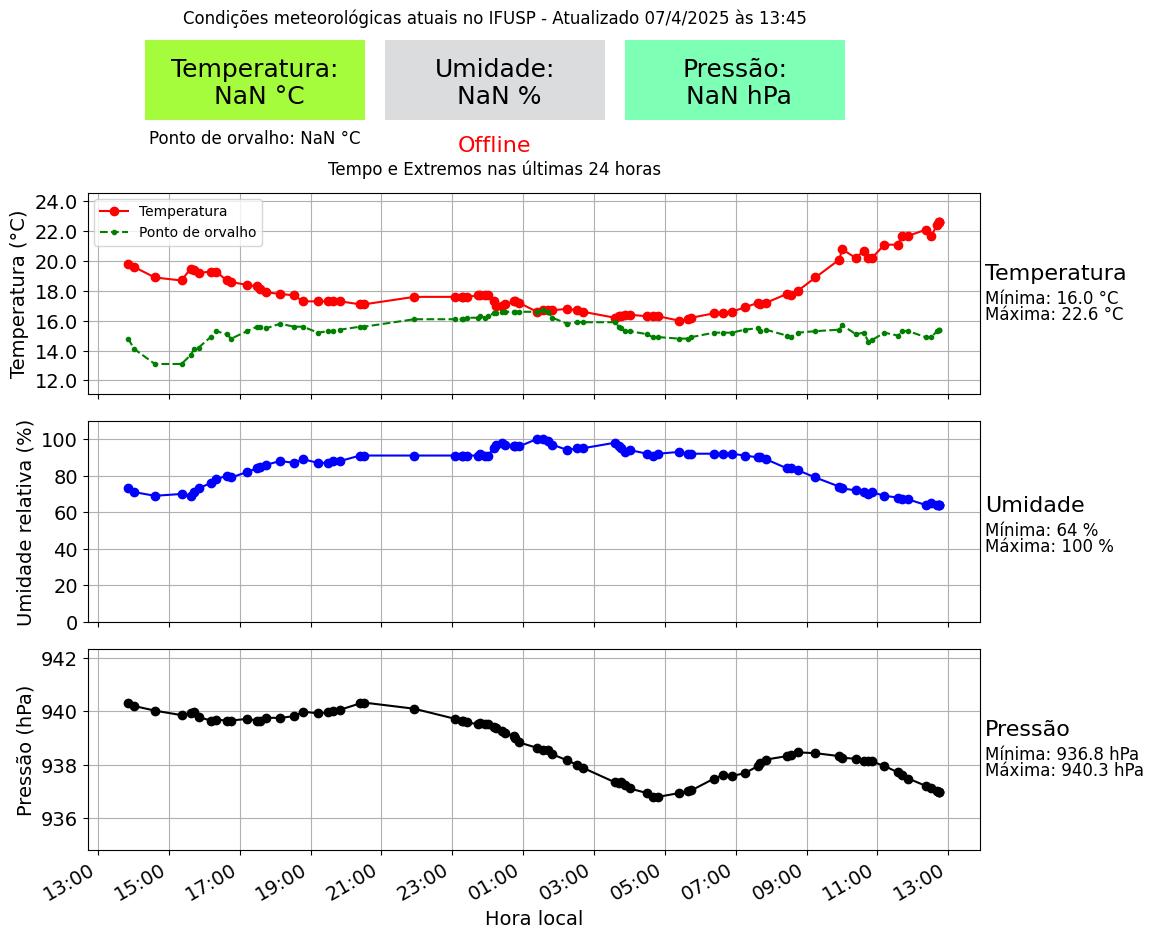 Condições meteorológicas atuais no IFUSP - Atualizado 07/4/2025 às 13:45
Temperatura:
NaN °C
Umidade:
NaN %
Pressão:
NaN hPa
Ponto de orvalho: NaN °C
Offline
Tempo e Extremos nas últimas 24 horas
Temperatura (°C)
24.0
22.0
20.0
18.0
16.0
14.0
12.0
Temperatura
Ponto de orvalho
Temperatura
Mínima: 16.0 °C
Máxima: 22.6 °C
Umidade relativa (%)
100
80
60
40
20
0
Umidade
Mínima: 64 %
Máxima: 100 %
Pressão (hPa)
942
940
938
936
Pressão
Mínima: 936.8 hPa
Máxima: 940.3 hPa
13:00
15:00
17:00
19:00
21:00
23:00
01:00
03:00
05:00
07:00
09:00
11:00
13:00
Hora local